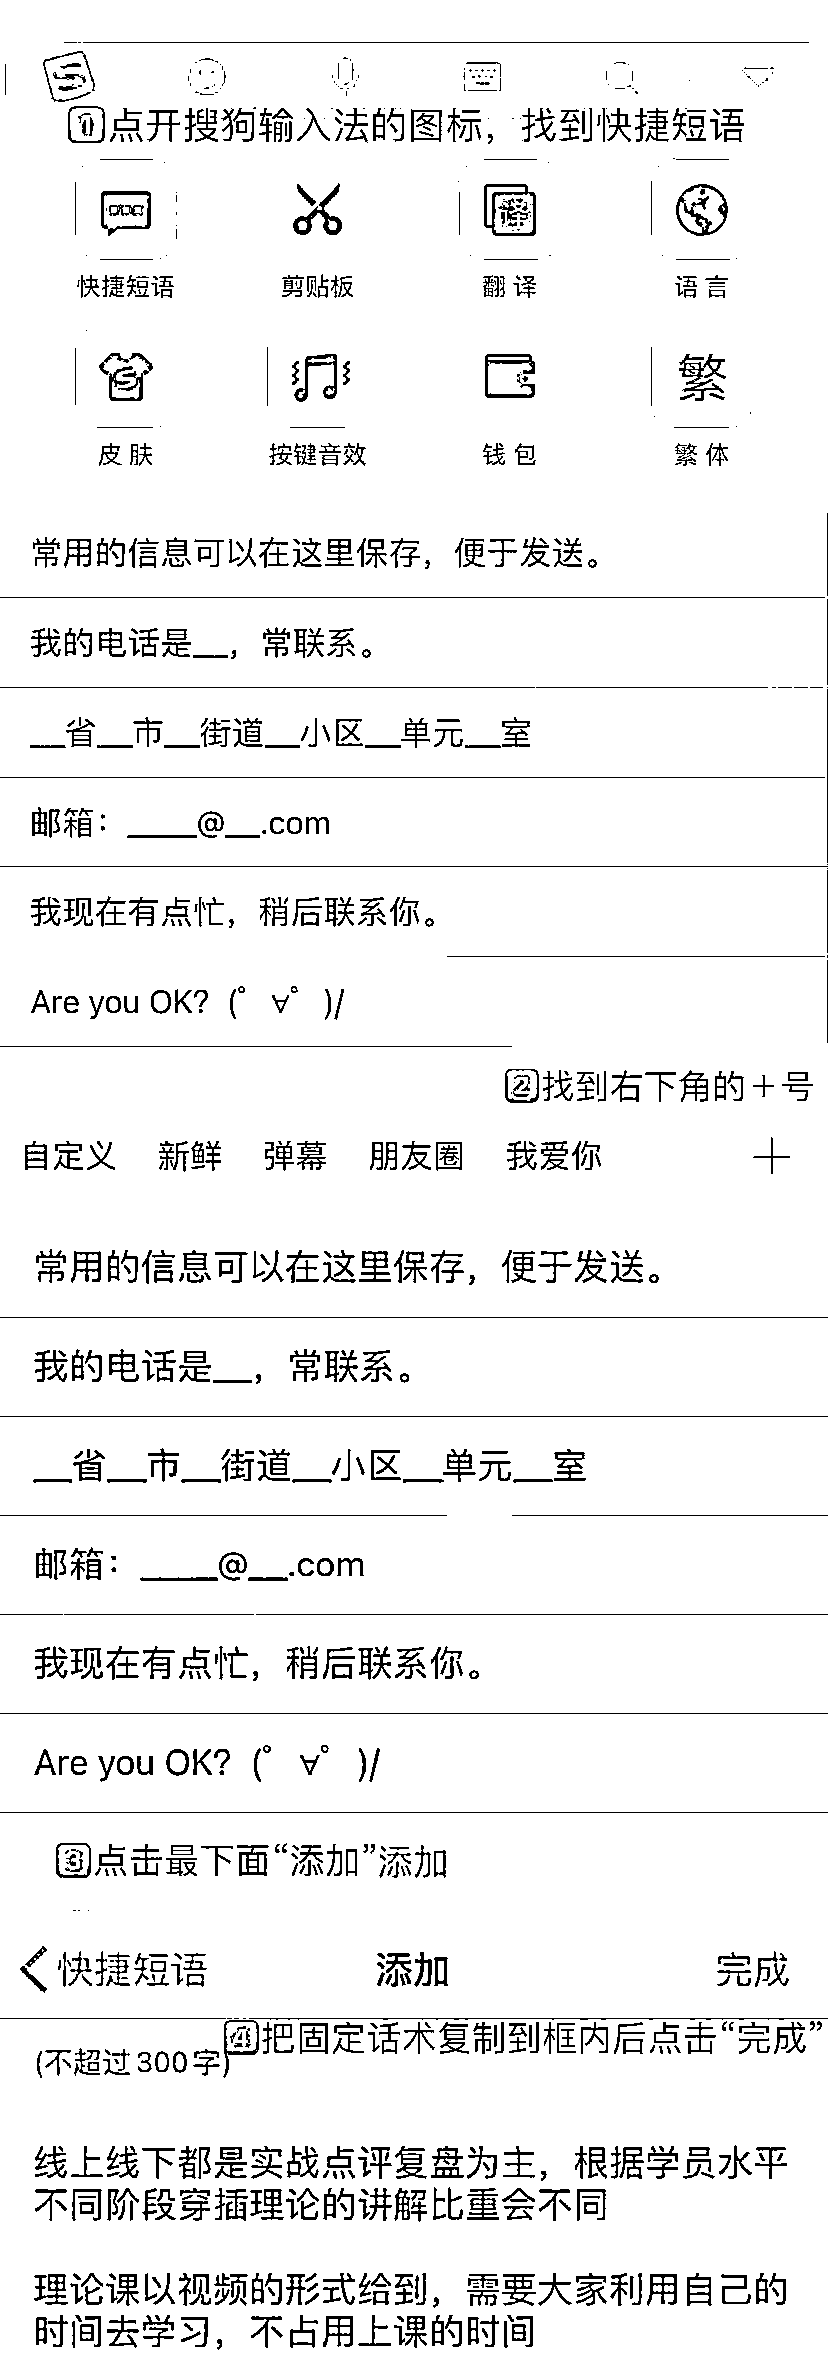 1点开搜狗输入法的图标，找到快捷短语
快捷短语 剪贴板 翻译 语言
繁
皮肤 按键音效 钱包 繁体
常用的信息可以在这里保存，便于发送。
我的电话是__，常联系。
__省__市__街道__小区__单元__室
邮箱：____@__.com
我现在有点忙，稍后联系你。
Are you OK?（゜∀゜）/
2找到右下角的＋号
自定义 新鲜 弹幕 朋友圈 我爱你 ＋
常用的信息可以在这里保存，便于发送。
我的电话是__，常联系。
__省__市__街道__小区__单元__室
邮箱：____@__.com
我现在有点忙，稍后联系你。
Are you OK?（゜∀゜）/
3点击最下面“添加”添加
快捷短语 添加 完成
4把固定话术复制到框内后点击“完成”
(不超过300字)
线上线下都是实战点评复盘为主，根据学员水平
不同阶段穿插理论的讲解比重会不同
理论课以视频的形式给到，需要大家利用自己的
时间去学习，不占用上课的时间